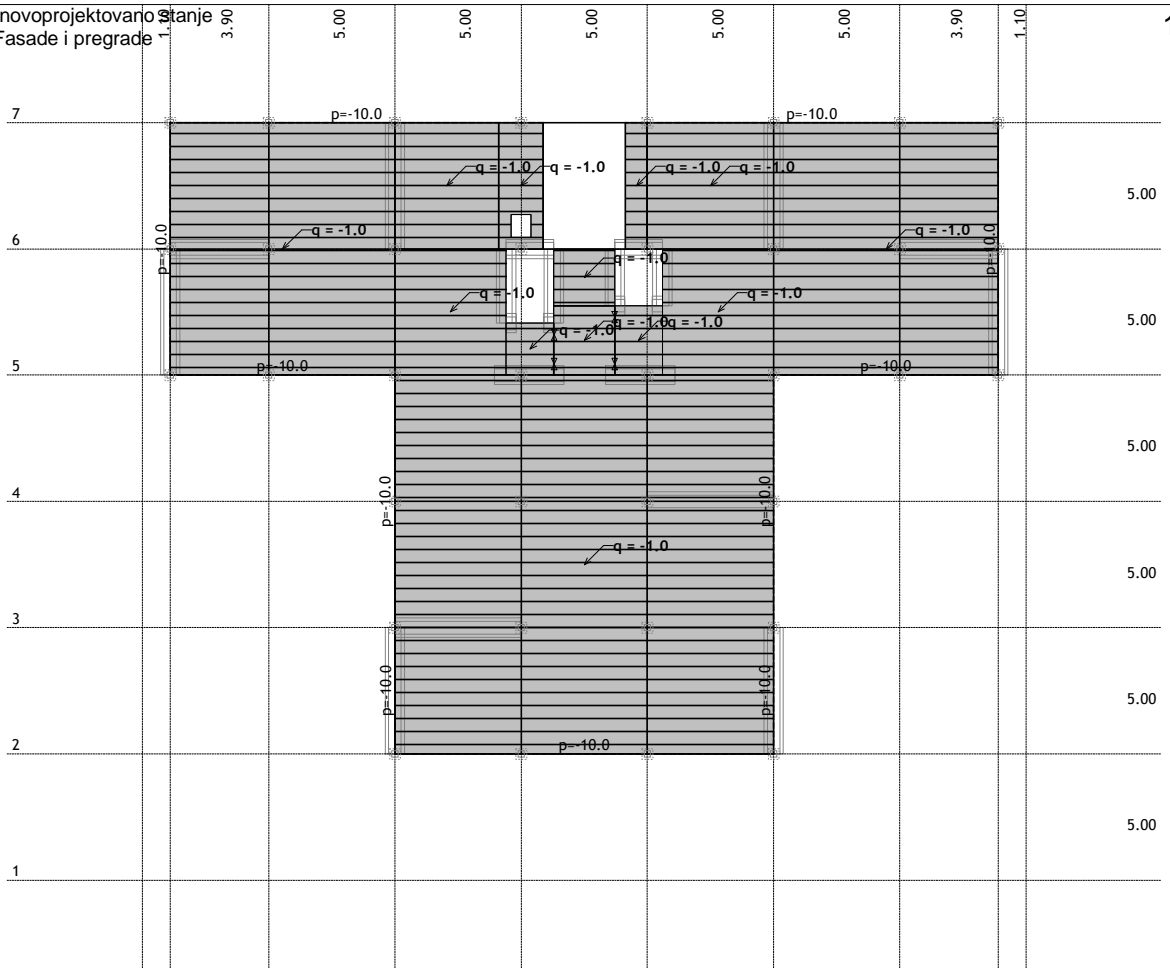 novoprojektovano stanje
Fasade i pregrade
1.10
3.90
5.00
5.00
5.00
5.00
5.00
3.90
1.10
7
p=-10.0
p=-10.0
q = -1.0
q = -1.0
q = -1.0
q = -1.0
5.00
6
p=-10.0
q = -1.0
q = -1.0
p=-10.0
q = -1.0
q = -1.0
q = -1.0
5.00
q = -1.0
q = -1.0
q = -1.0
5
p=-10.0
p=-10.0
5.00
4
p=-10.0
p=-10.0
q = -1.0
5.00
3
p=-10.0
p=-10.0
5.00
2
p=-10.0
5.00
1